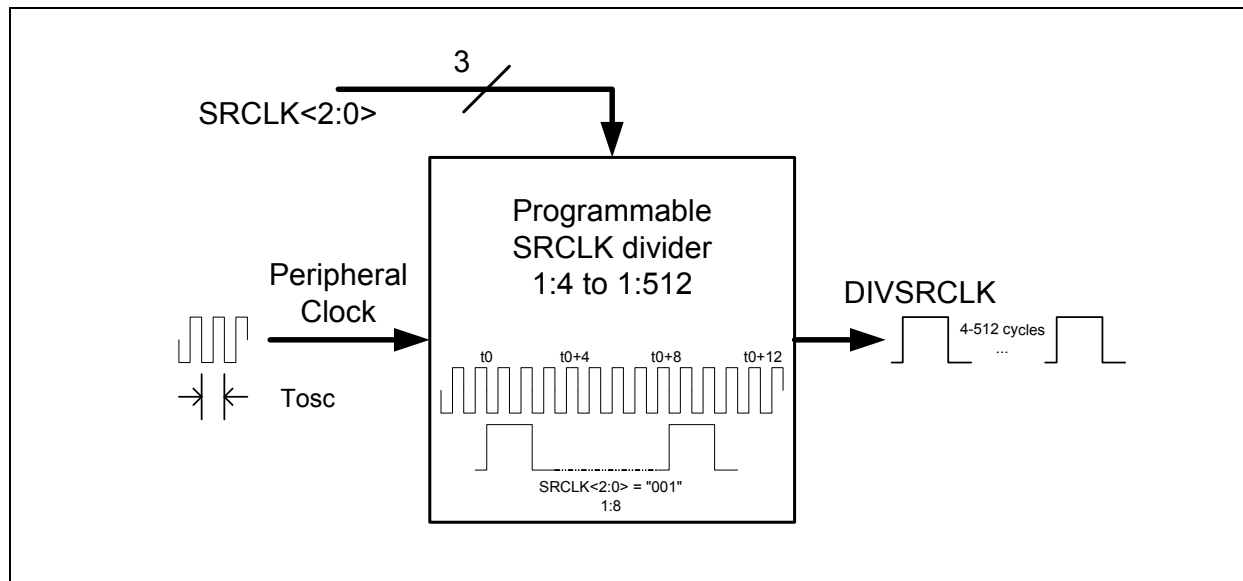 3
SRCLK<2:0>
Programmable
SRCLK divider
1:4 to 1:512
Peripheral
Clock
DIVSRCLK
4-512 cycles
...
t0 t0+4 t0+8 t0+12
Tosc
SRCLK<2:0> = "001"
1:8